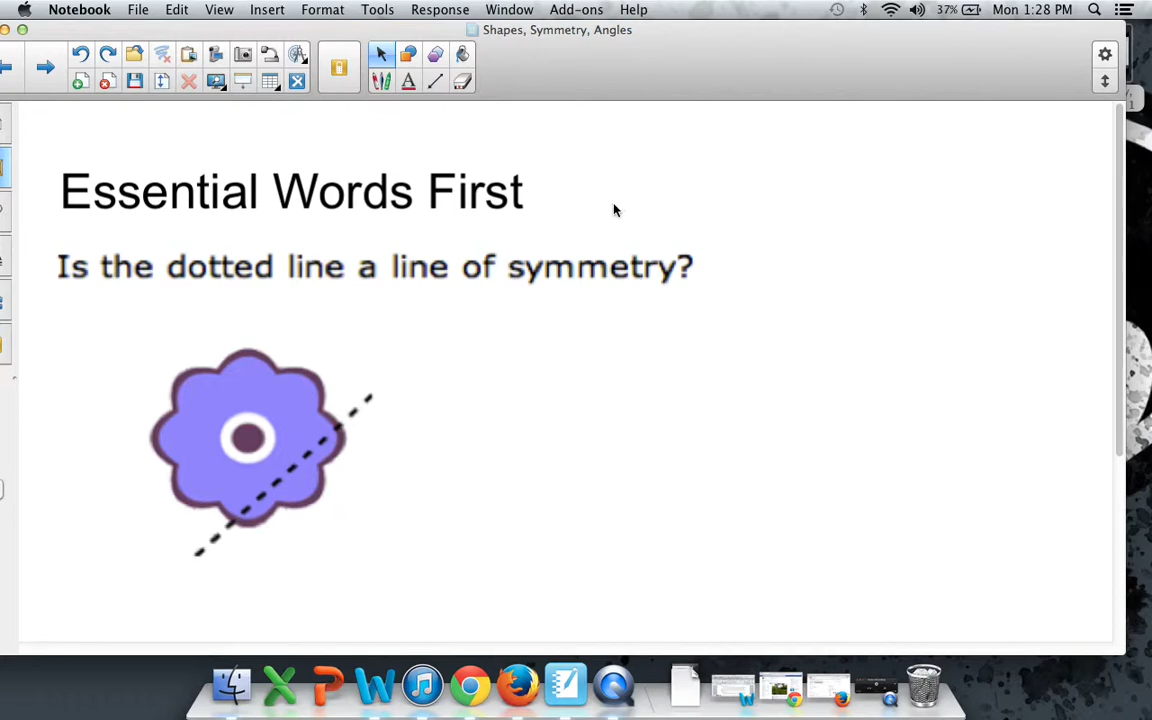 Notebook File Edit View Insert Format Tools Response Window Add-ons Help 37% Mon 1:28 PM
Shapes, Symmetry, Angles
Essential Words First
Is the dotted line a line of symmetry?